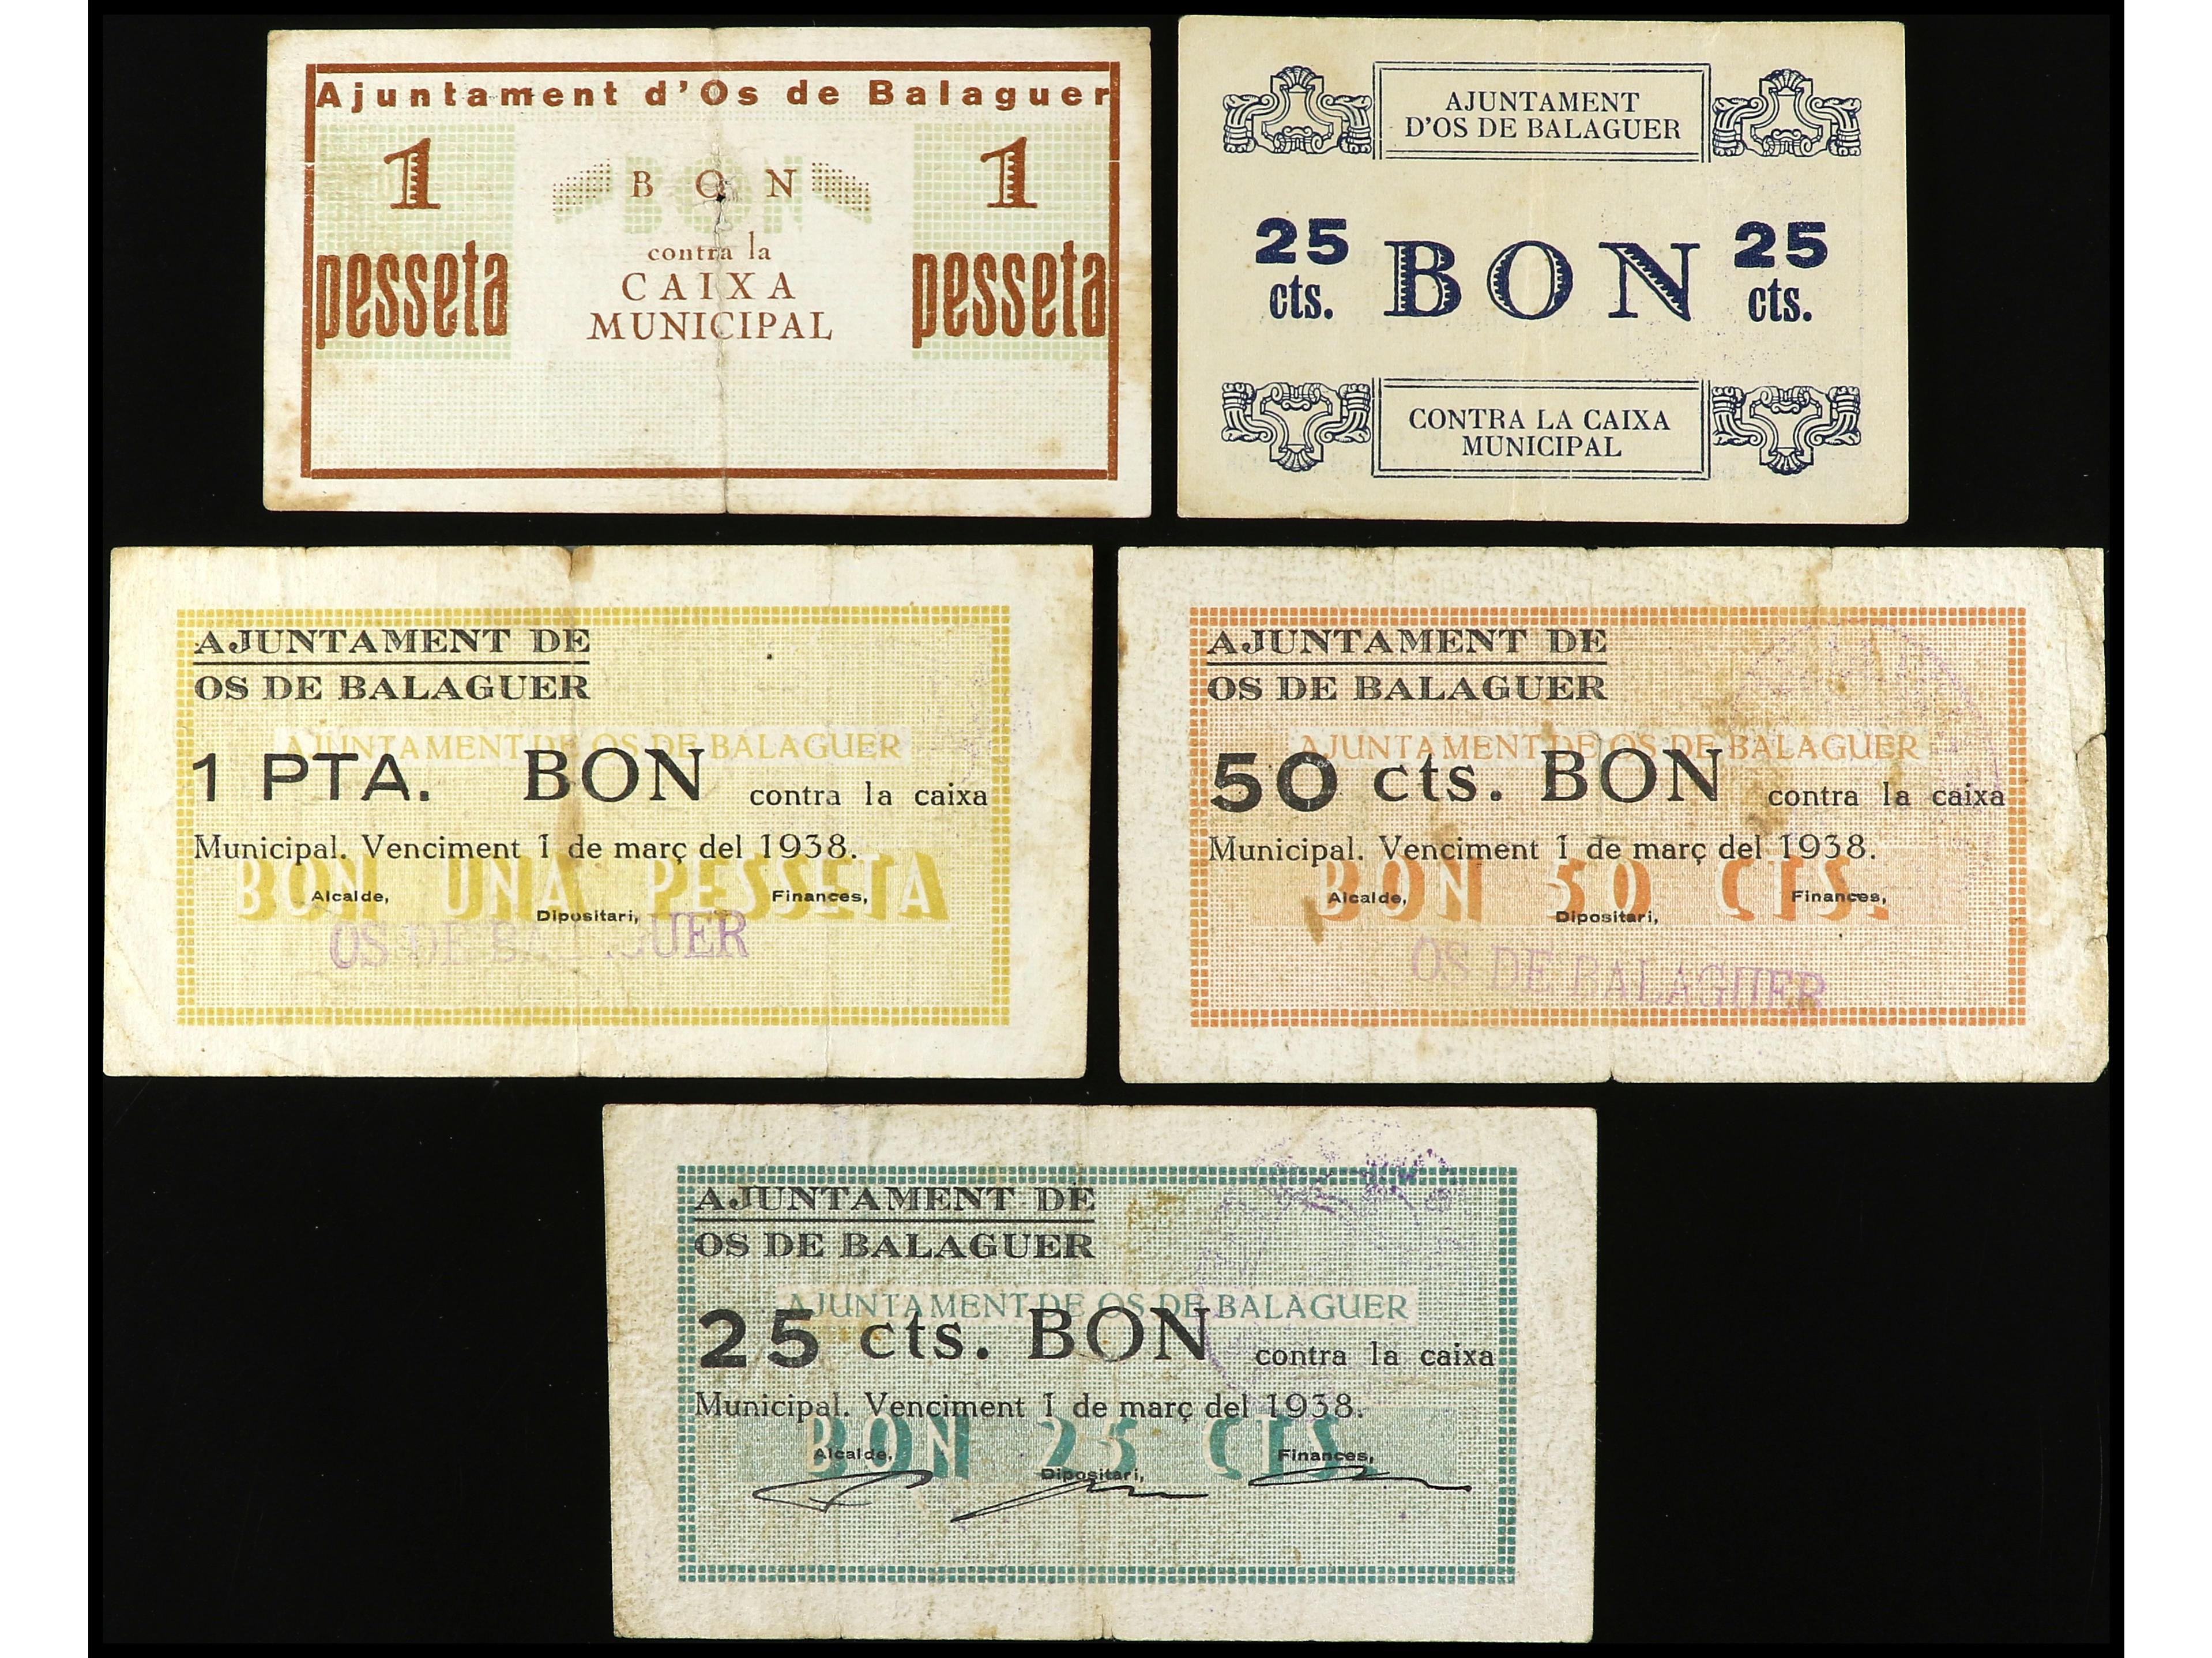 Ajuntament d'Os de Balaguer
1 BON 1
pesseta contra la pesseta
CAIXA
MUNICIPAL
AJUNTAMENT
D'OS DE BALAGUER
25 BON 25
cts. cts.
CONTRA LA CAIXA
MUNICIPAL
AJUNTAMENT DE
OS DE BALAGUER
AJUNTAMENT DE OS DE BALAGUER
1 PTA. BON contra la caixa
Municipal. Venciment 1 de març del 1938.
BON UNA PESSETA
Alcalde, Dipositari, Finances,
OS DE BALAGUER
AJUNTAMENT DE
OS DE BALAGUER
AJUNTAMENT DE OS DE BALAGUER
50 cts. BON contra la caixa
Municipal. Venciment 1 de març del 1938.
BON 50 CTS.
Alcalde, Dipositari, Finances,
OS DE BALAGUER
AJUNTAMENT DE
OS DE BALAGUER
AJUNTAMENT DE OS DE BALAGUER
25 cts. BON contra la caixa
Municipal. Venciment 1 de març del 1938.
BON 25 CTS.
Alcalde, Dipositari, Finances,